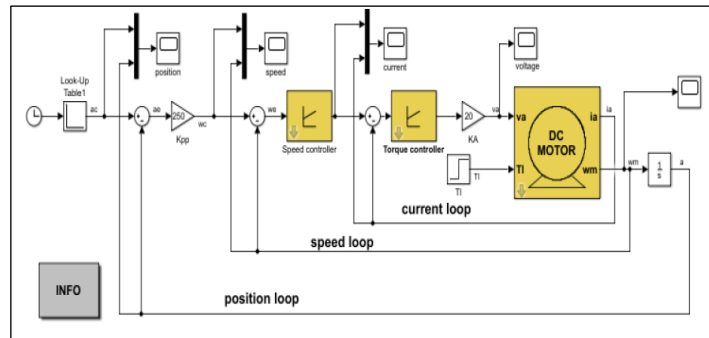 position
speed
current
voltage
Look-Up
Table1
ac
ae
250
Kpp
wc
we
Speed controller
Torque controller
20
KA
va
va
ia
ia
DC
MOTOR
Tl
wm
wm
Tl
Tl
1
s
a
current loop
speed loop
position loop
INFO